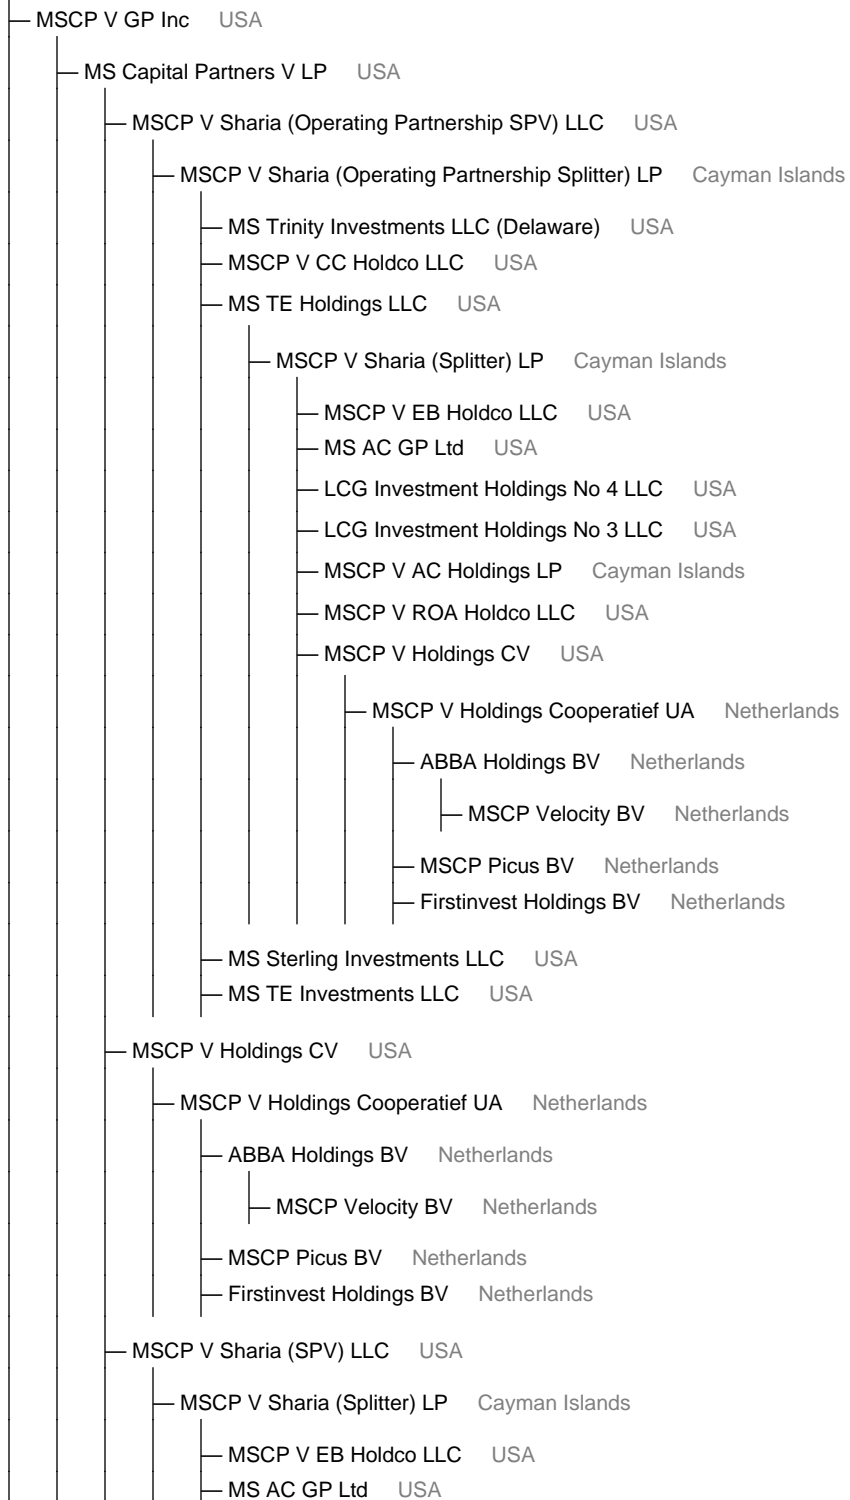 MSCP V GP Inc USA
MS Capital Partners V LP USA
MSCP V Sharia (Operating Partnership SPV) LLC USA
MSCP V Sharia (Operating Partnership Splitter) LP Cayman Islands
MS Trinity Investments LLC (Delaware) USA
MSCP V CC Holdco LLC USA
MS TE Holdings LLC USA
MSCP V Sharia (Splitter) LP Cayman Islands
MSCP V EB Holdco LLC USA
MS AC GP Ltd USA
LCG Investment Holdings No 4 LLC USA
LCG Investment Holdings No 3 LLC USA
MSCP V AC Holdings LP Cayman Islands
MSCP V ROA Holdco LLC USA
MSCP V Holdings CV USA
MSCP V Holdings Cooperatief UA Netherlands
ABBA Holdings BV Netherlands
MSCP Velocity BV Netherlands
MSCP Picus BV Netherlands
Firstinvest Holdings BV Netherlands
MS Sterling Investments LLC USA
MS TE Investments LLC USA
MSCP V Holdings CV USA
MSCP V Holdings Cooperatief UA Netherlands
ABBA Holdings BV Netherlands
MSCP Velocity BV Netherlands
MSCP Picus BV Netherlands
Firstinvest Holdings BV Netherlands
MSCP V Sharia (SPV) LLC USA
MSCP V Sharia (Splitter) LP Cayman Islands
MSCP V EB Holdco LLC USA
MS AC GP Ltd USA